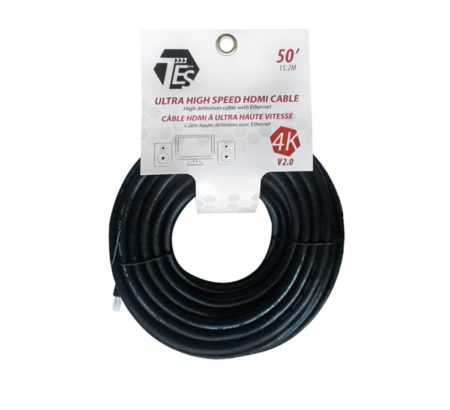 TES
50'
15.2M
ULTRA HIGH SPEED HDMI CABLE
High definition cable with Ethernet
CÂBLE HDMI À ULTRA HAUTE VITESSE
Câble haute définition avec Ethernet
4K
V2.0